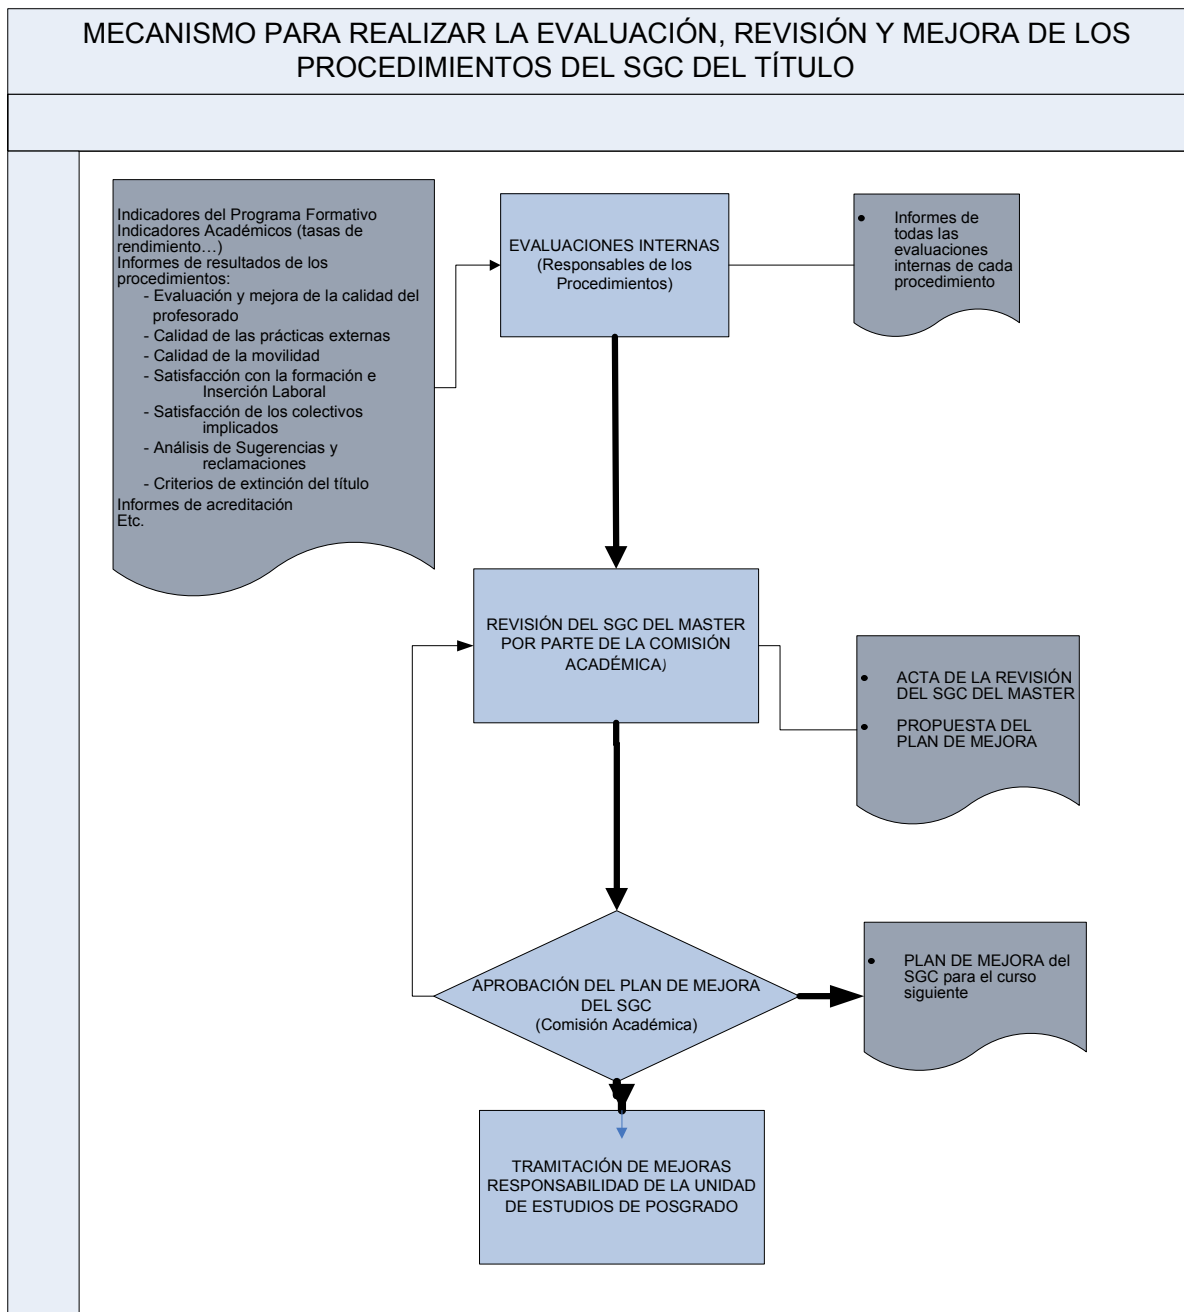 MECANISMO PARA REALIZAR LA EVALUACIÓN, REVISIÓN Y MEJORA DE LOS
PROCEDIMIENTOS DEL SGC DEL TÍTULO
Indicadores del Programa Formativo
Indicadores Académicos (tasas de
rendimiento…)
Informes de resultados de los
procedimientos:
- Evaluación y mejora de la calidad del
profesorado
- Calidad de las prácticas externas
- Calidad de la movilidad
- Satisfacción con la formación e
Inserción Laboral
- Satisfacción de los colectivos
implicados
- Análisis de Sugerencias y
reclamaciones
- Criterios de extinción del título
Informes de acreditación
Etc.
EVALUACIONES INTERNAS
(Responsables de los
Procedimientos)
• Informes de
todas las
evaluaciones
internas de cada
procedimiento
REVISIÓN DEL SGC DEL MASTER
POR PARTE DE LA COMISIÓN
ACADÉMICA)
• ACTA DE LA REVISIÓN
DEL SGC DEL MASTER
• PROPUESTA DEL
PLAN DE MEJORA
APROBACIÓN DEL PLAN DE MEJORA
DEL SGC
(Comisión Académica)
• PLAN DE MEJORA del
SGC para el curso
siguiente
TRAMITACIÓN DE MEJORAS
RESPONSABILIDAD DE LA UNIDAD
DE ESTUDIOS DE POSGRADO